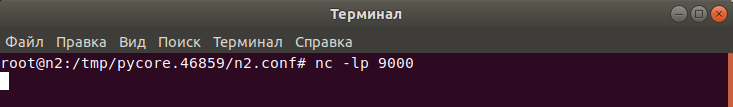 Терминал
Файл Правка Вид Поиск Терминал Справка
root@n2:/tmp/pycore.46859/n2.conf# nc -lp 9000